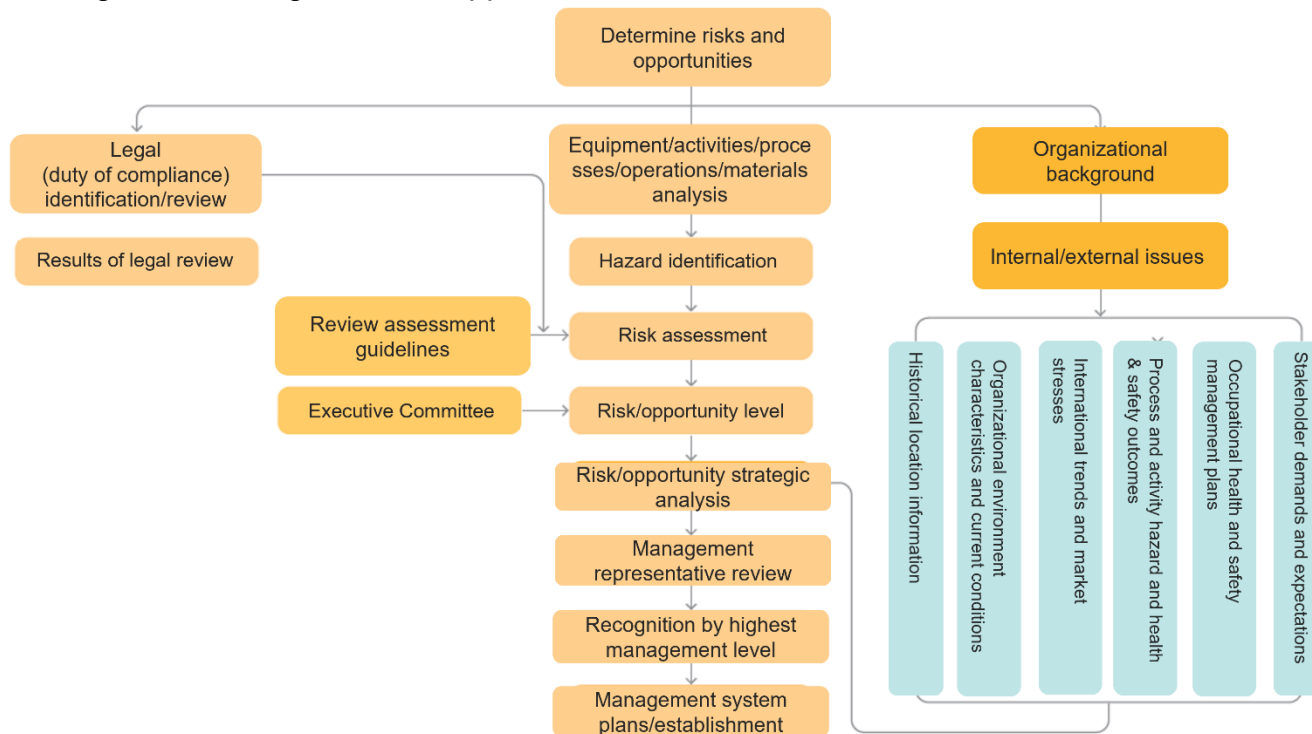 Determine risks and
opportunities
Legal
(duty of compliance)
identification/review
Results of legal review
Equipment/activities/proce
sses/operations/materials
analysis
Hazard identification
Review assessment
guidelines
Risk assessment
Executive Committee
Risk/opportunity level
Risk/opportunity strategic
analysis
Management
representative review
Recognition by highest
management level
Management system
plans/establishment
Organizational
background
Internal/external issues
Historical location information
Organizational environment
characteristics and current conditions
International trends and market
stresses
Process and activity hazard and health
& safety outcomes
Occupational health and safety
management plans
Stakeholder demands and expectations